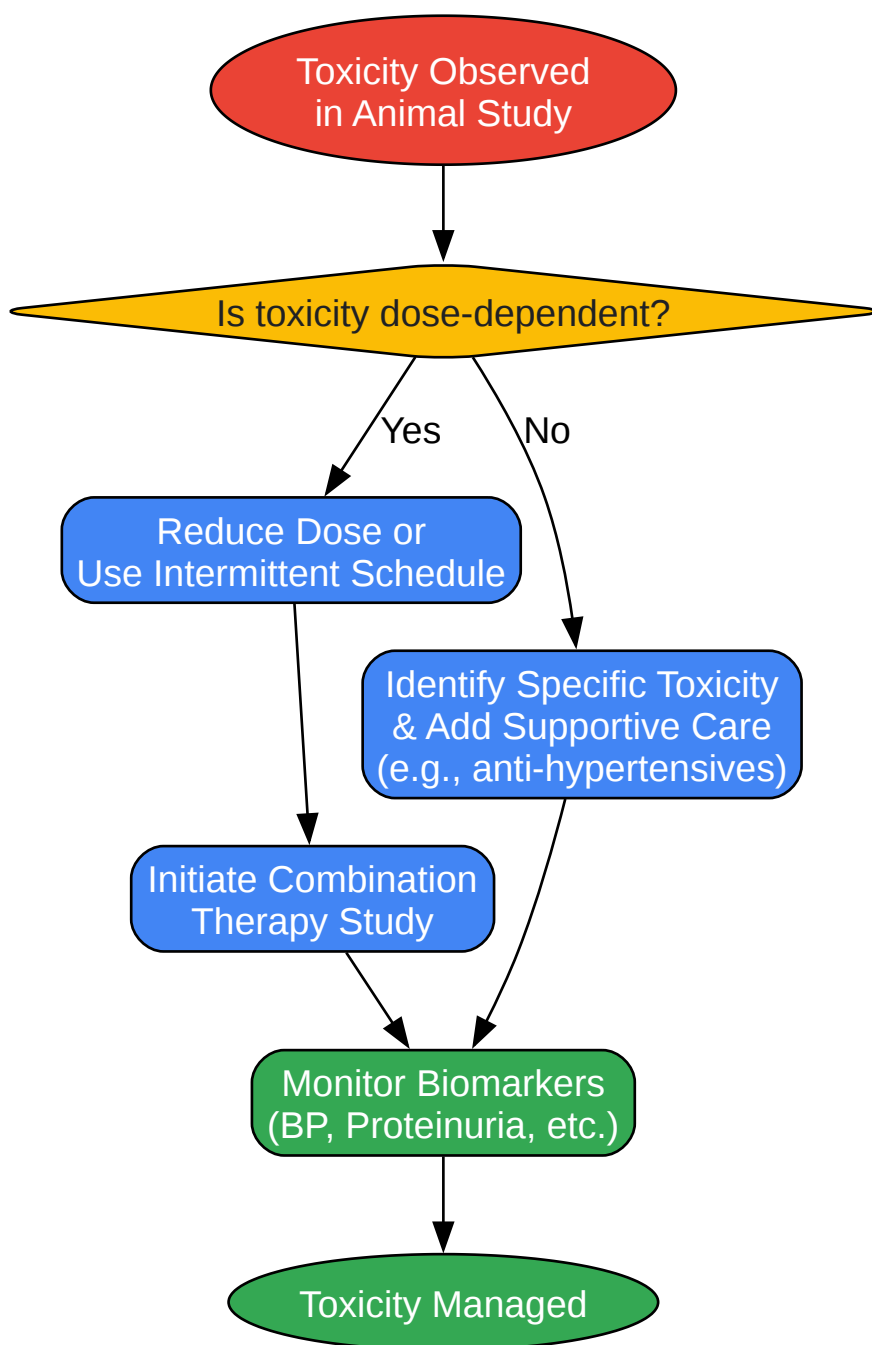 Toxicity Observed
in Animal Study
Is toxicity dose-dependent?
Yes
No
Reduce Dose or
Use Intermittent Schedule
Identify Specific Toxicity
& Add Supportive Care
(e.g., anti-hypertensives)
Initiate Combination
Therapy Study
Monitor Biomarkers
(BP, Proteinuria, etc.)
Toxicity Managed